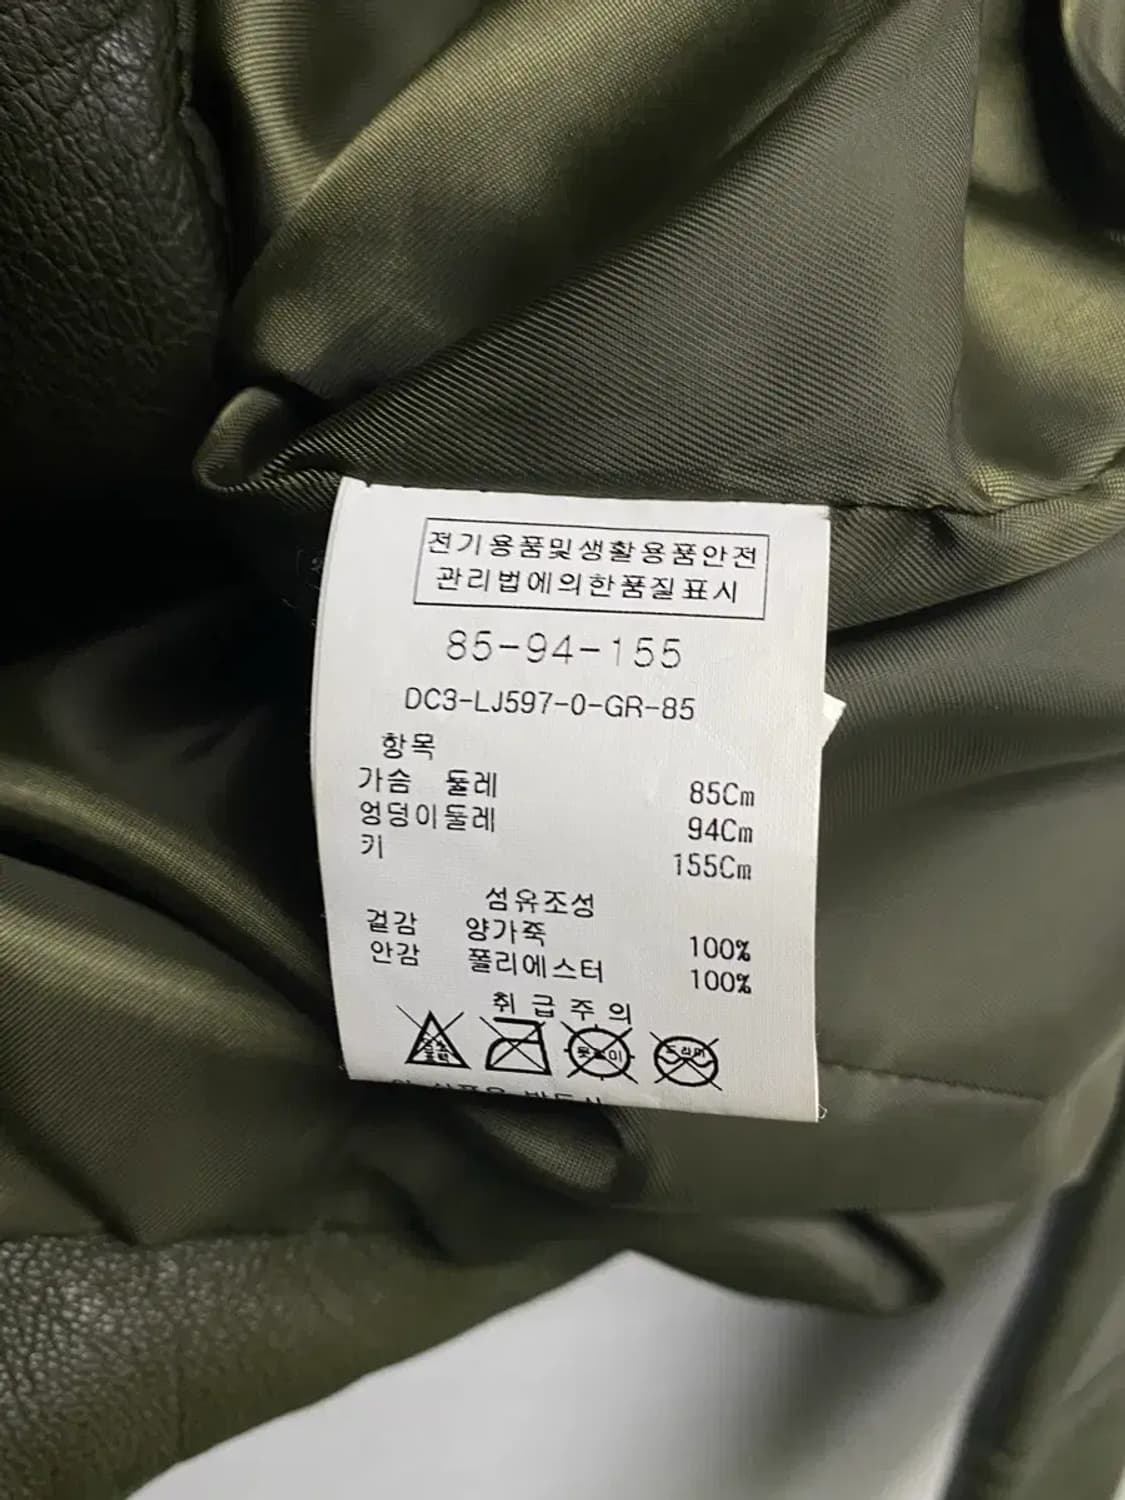 전기용품및생활용품안전
관리법에의한품질표시
85-94-155
DC3-LJ597-0-GR-85
항목
가슴 둘레 85Cm
엉덩이둘레 94Cm
키 155Cm
섬유조성
겉감 양가죽 100%
안감 폴리에스터 100%
취급주의
드라이